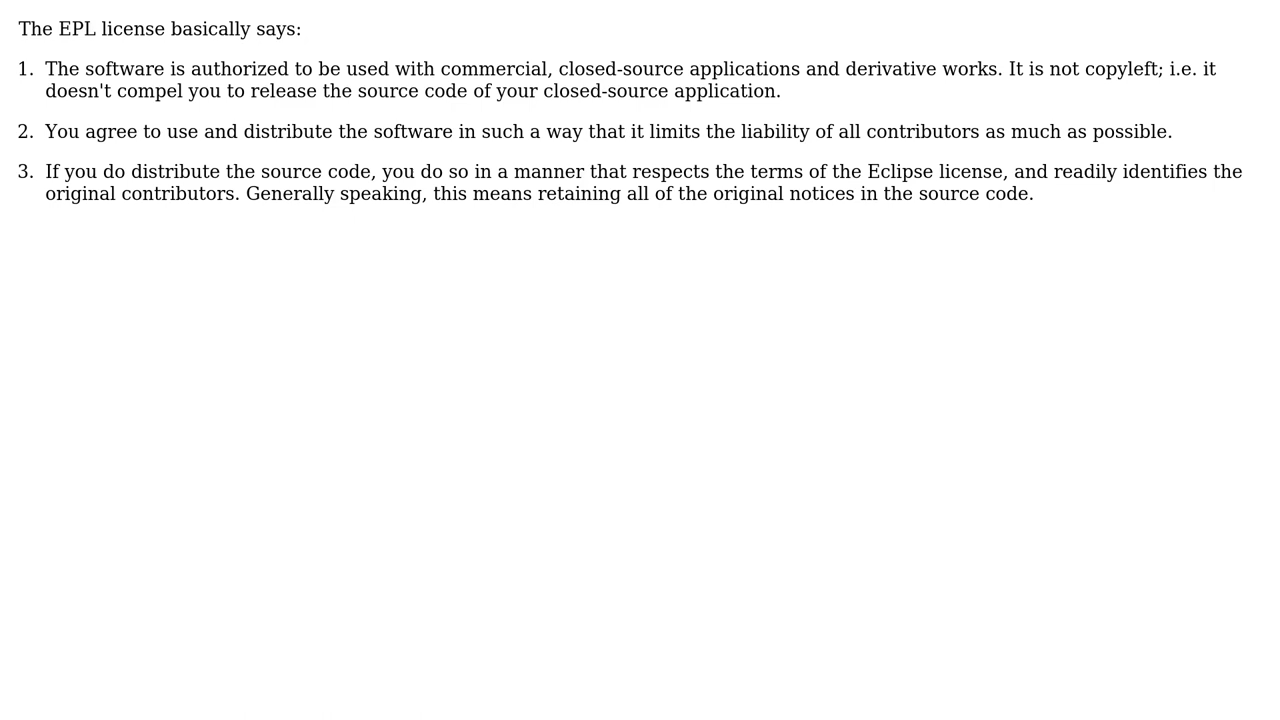 The EPL license basically says:
1. The software is authorized to be used with commercial, closed-source applications and derivative works. It is not copyleft; i.e. it
doesn't compel you to release the source code of your closed-source application.
2. You agree to use and distribute the software in such a way that it limits the liability of all contributors as much as possible.
3. If you do distribute the source code, you do so in a manner that respects the terms of the Eclipse license, and readily identifies the
original contributors. Generally speaking, this means retaining all of the original notices in the source code.